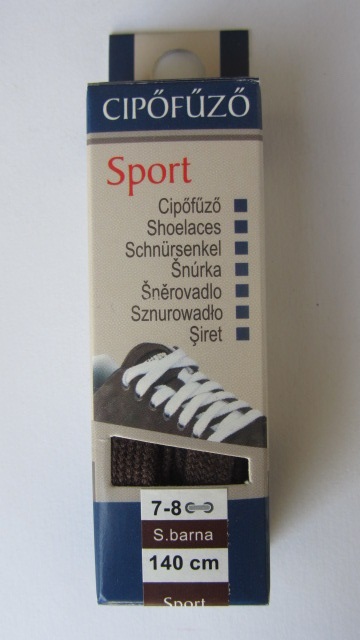 CIPŐFŰZŐ
Sport
Cipőfűző
Shoelaces
Schnürsenkel
Šnúrka
Šněrovadlo
Sznurowadło
Şiret
7-8
S.barna
140 cm
Sport